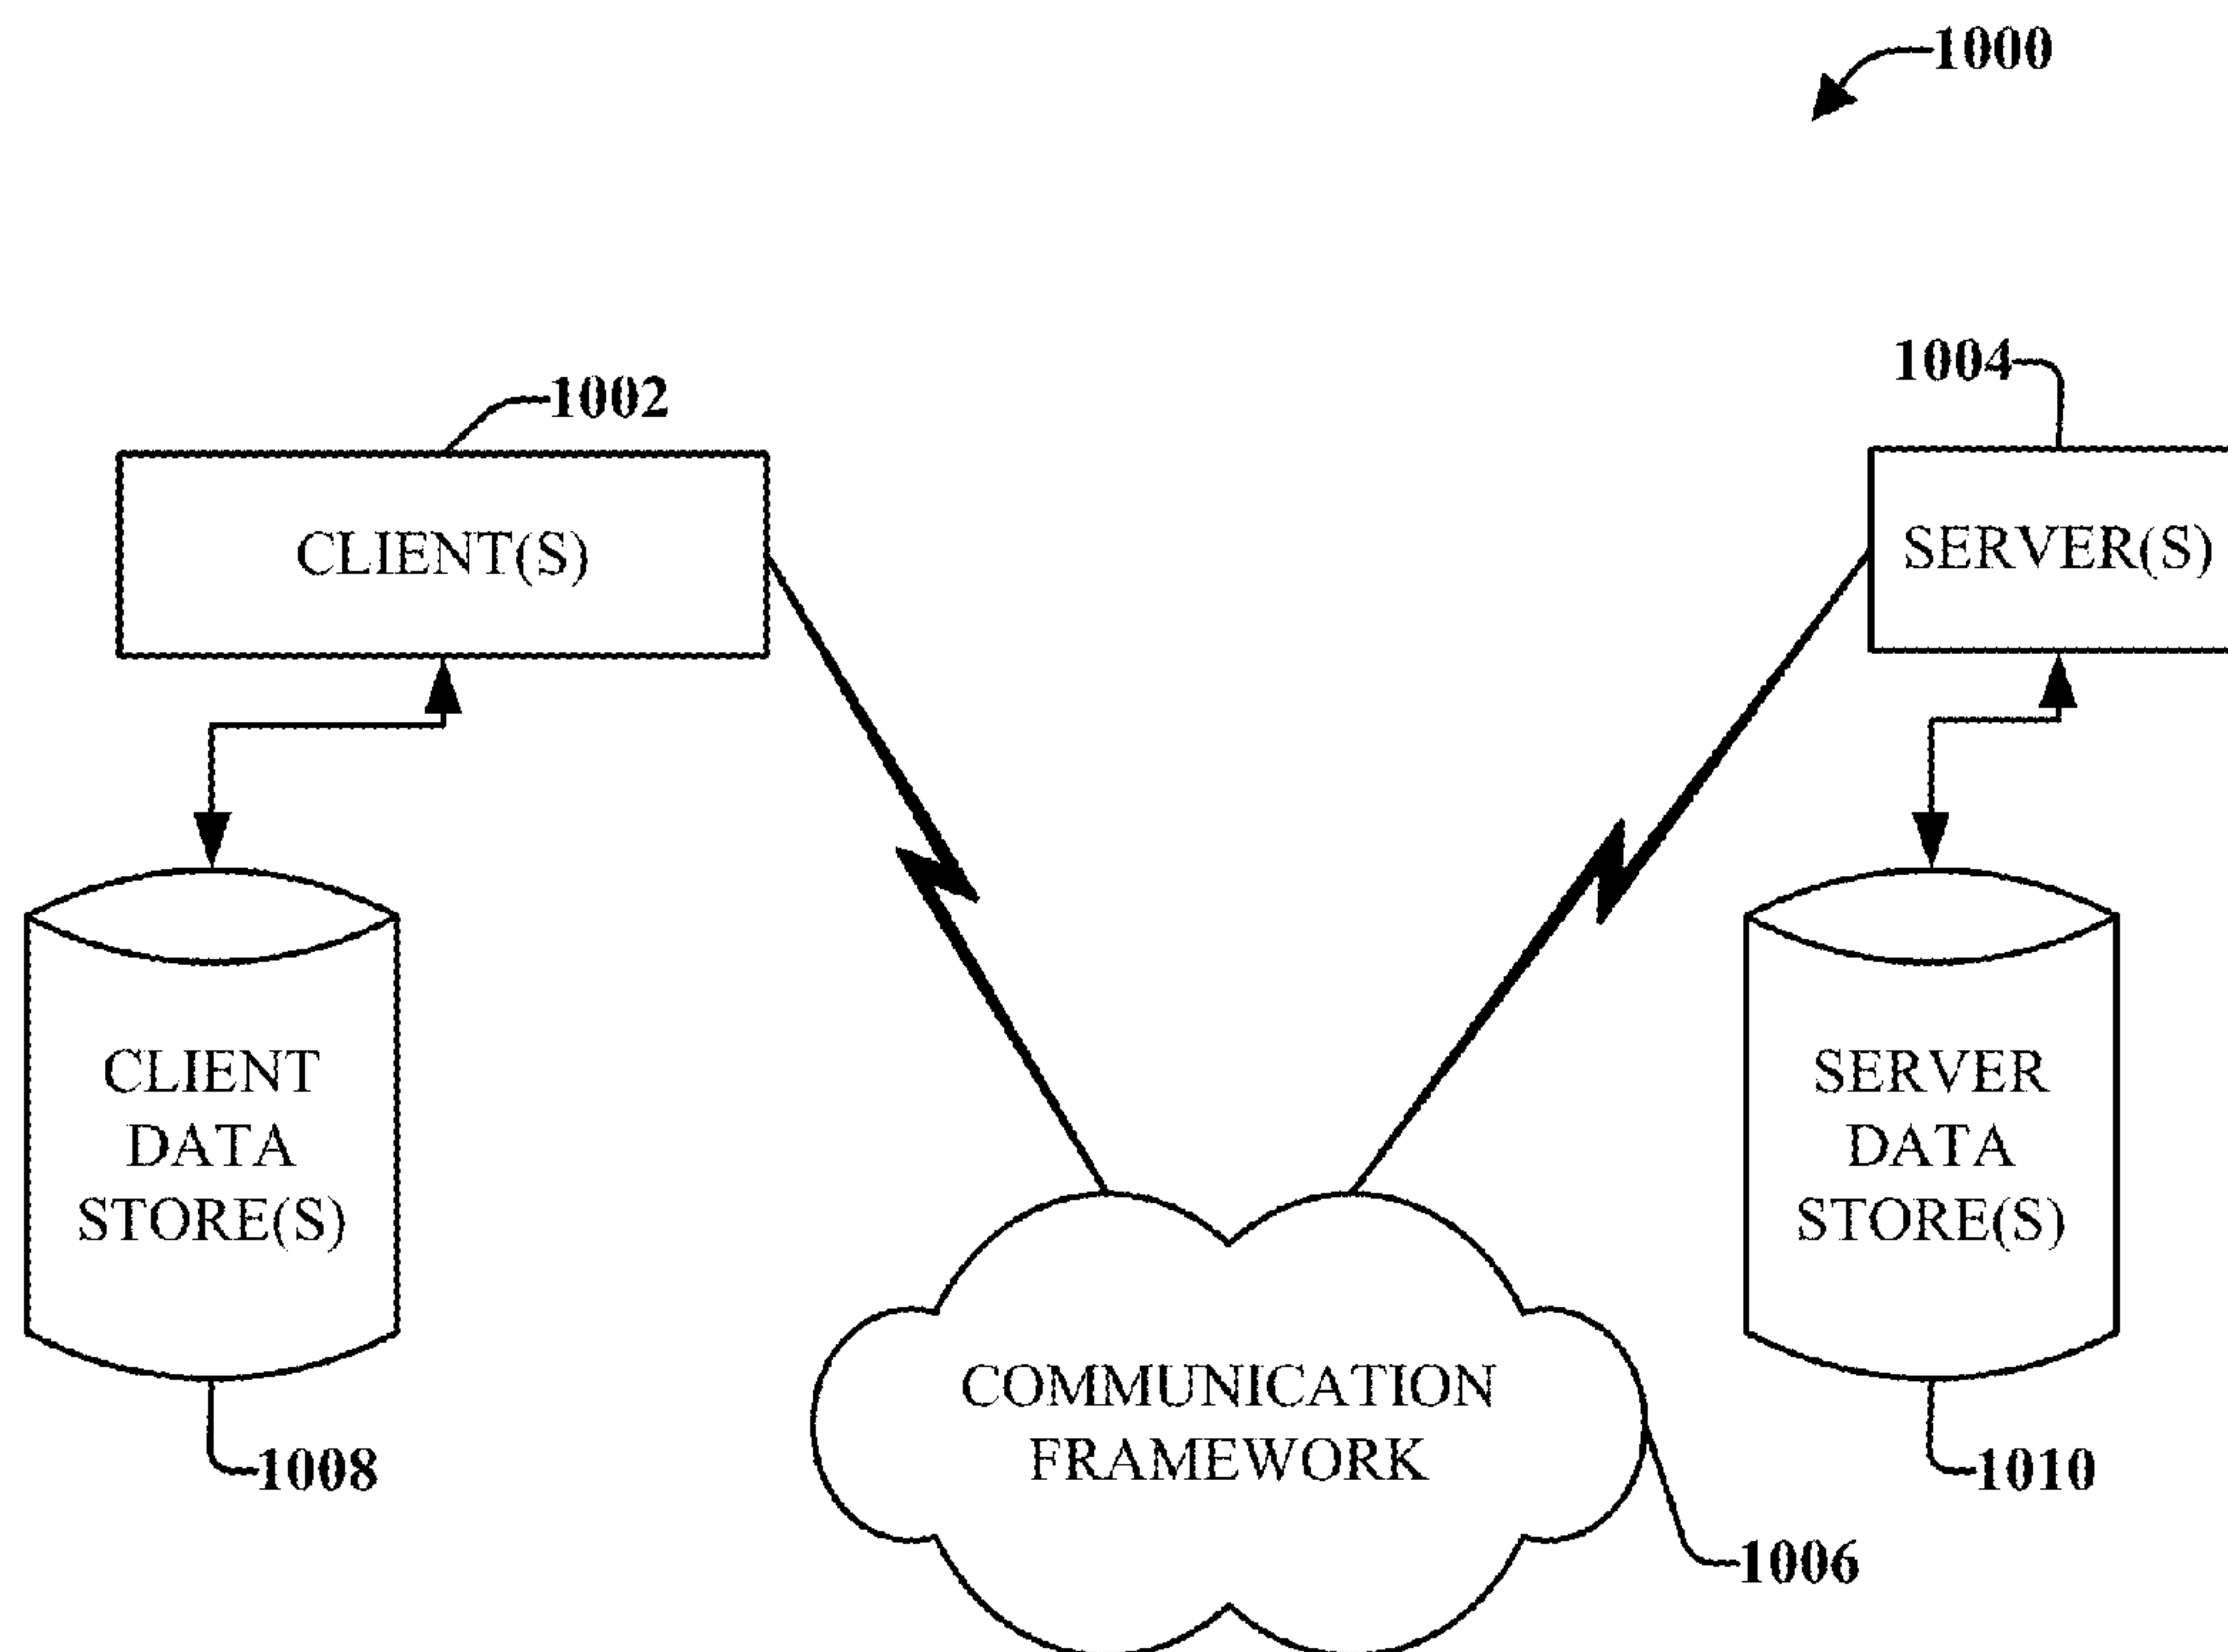 1000
1002
1004
CLIENT(S)
SERVER(S)
CLIENT
DATA
STORE(S)
SERVER
DATA
STORE(S)
COMMUNICATION
FRAMEWORK
1008
1010
1006